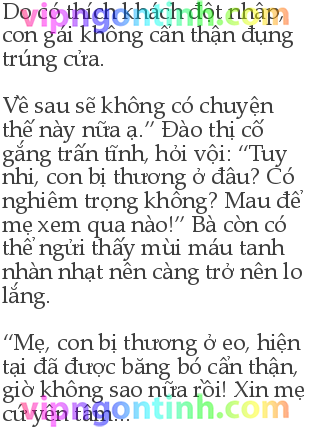 vipngontinh.com
Do có thích khách đột nhập,
con gái không cẩn thận đụng
trúng cửa.
Về sau sẽ không có chuyện
thế này nữa ạ.” Đào thị cố
gắng trấn tĩnh, hỏi vội: “Tuy
nhi, con bị thương ở đâu? Có
nghiêm trọng không? Mau để
mẹ xem qua nào!” Bà còn có
thể ngửi thấy mùi máu tanh
nhàn nhạt nên càng trở nên lo
lắng.
“Mẹ, con bị thương ở eo, hiện
tại đã được băng bó cẩn thận,
giờ không sao nữa rồi! Xin mẹ
cứ yên tâm...
vipngontinh.com